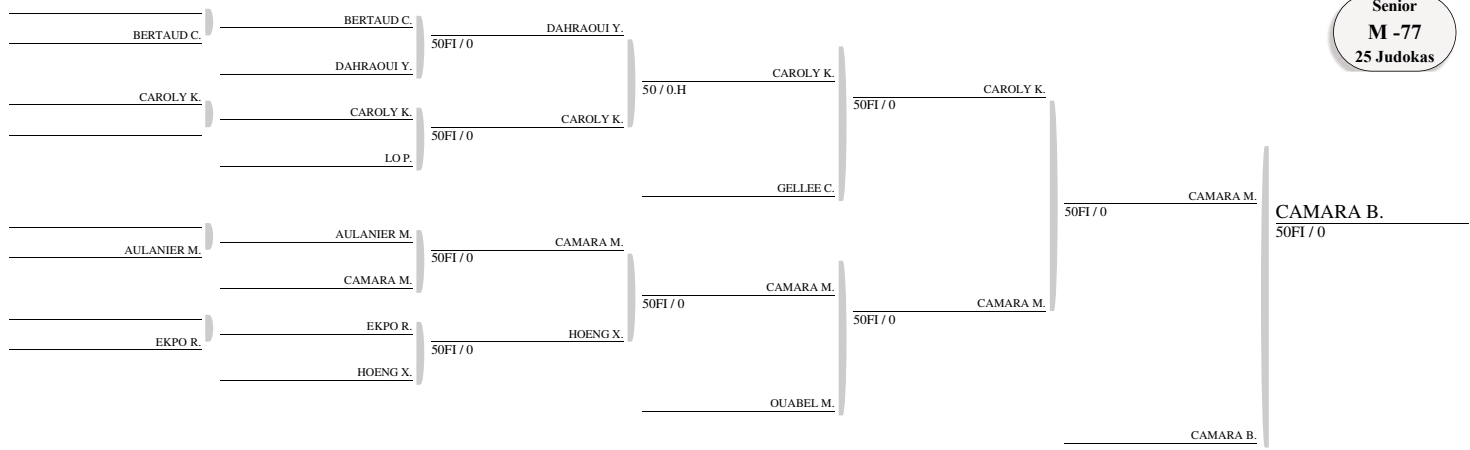 Senior
M -77
25 Judokas
BERTAUD C.
CAROLY K.
AULANIER M.
EKPO R.
BERTAUD C.
DAHRAOUI Y.
CAROLY K.
LO P.
AULANIER M.
CAMARA M.
EKPO R.
HOENG X.
DAHRAOUI Y.
50FI / 0
CAROLY K.
50FI / 0
CAMARA M.
50FI / 0
HOENG X.
50FI / 0
CAROLY K.
50 / 0.H
GELLEE C.
CAMARA M.
50FI / 0
OUABEL M.
CAROLY K.
50FI / 0
CAMARA M.
50FI / 0
CAMARA M.
50FI / 0
CAMARA B.
CAMARA B.
50FI / 0